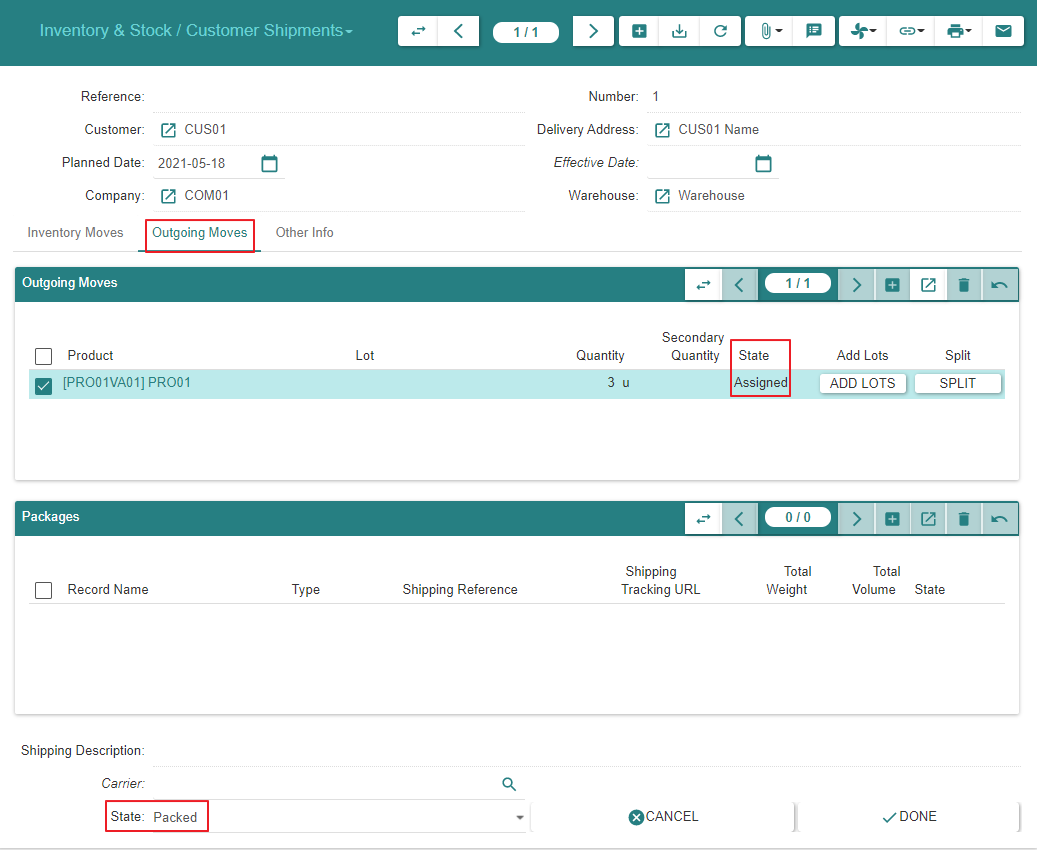 Inventory & Stock / Customer Shipments
1 / 1
Reference:
Number: 1
Customer: CUS01
Delivery Address: CUS01 Name
Planned Date: 2021-05-18
Effective Date:
Company: COM01
Warehouse: Warehouse
Inventory Moves Outgoing Moves Other Info
Outgoing Moves 1 / 1
Product Lot Quantity Secondary Quantity State Add Lots Split
[PRO01VA01] PRO01 3 u Assigned ADD LOTS SPLIT
Packages 0 / 0
Record Name Type Shipping Reference Shipping Tracking URL Total Weight Total Volume State
Shipping Description:
Carrier:
State: Packed CANCEL DONE